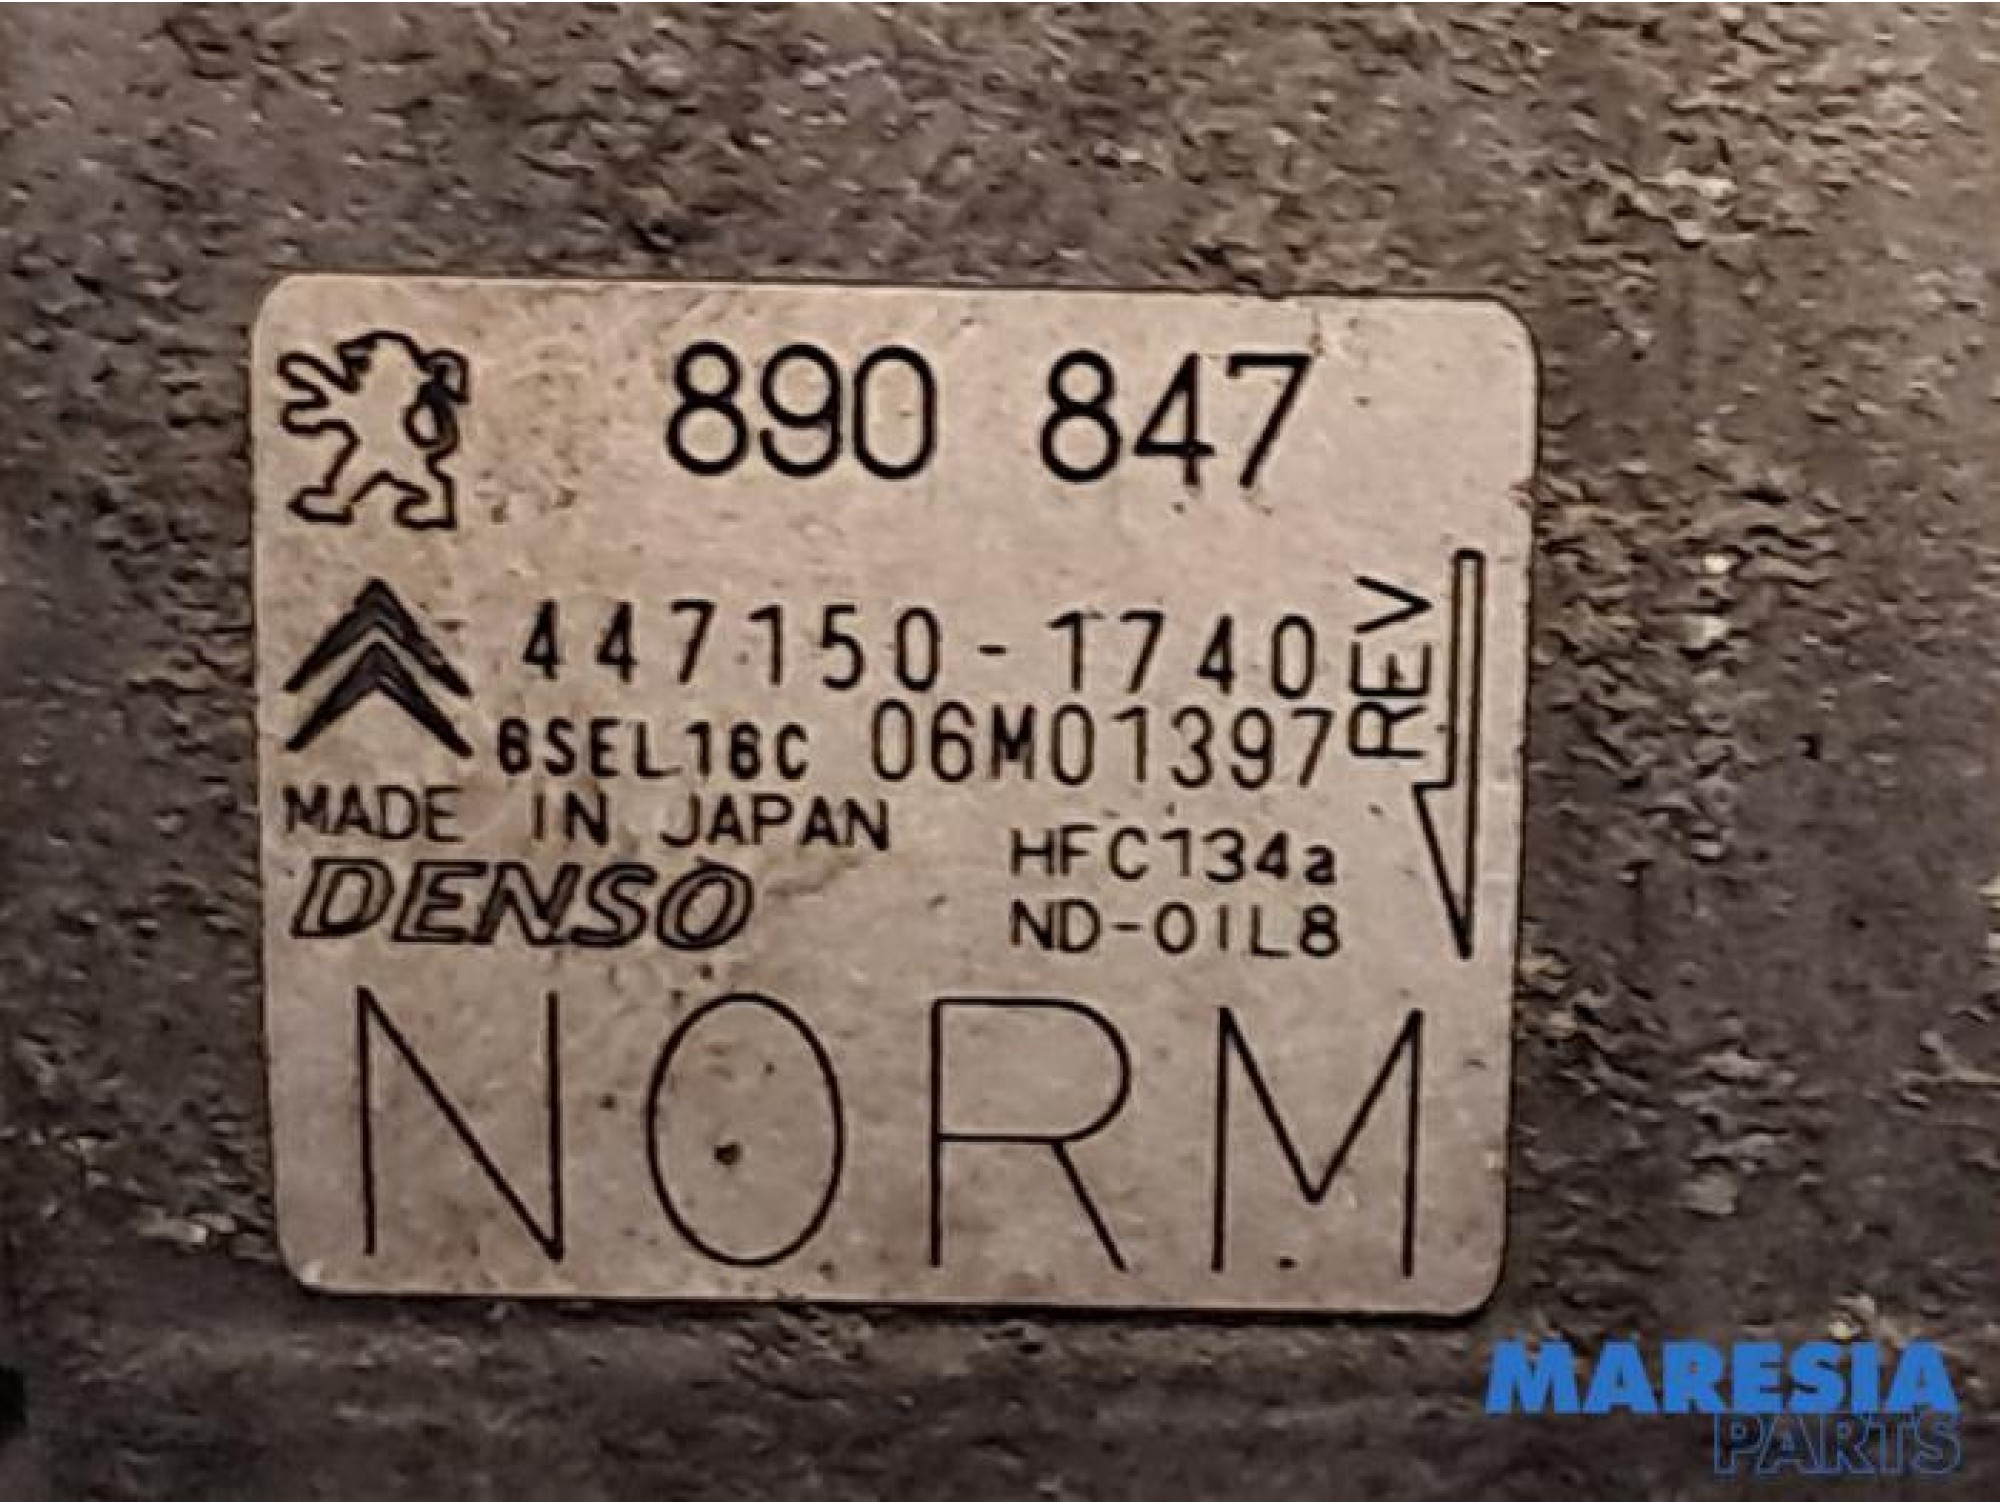 890 847
447150-1740
6SEL16C 06M01397
REV
MADE IN JAPAN
HFC134a
DENSO
ND-OIL8
NORM
MARESIA
PARTS